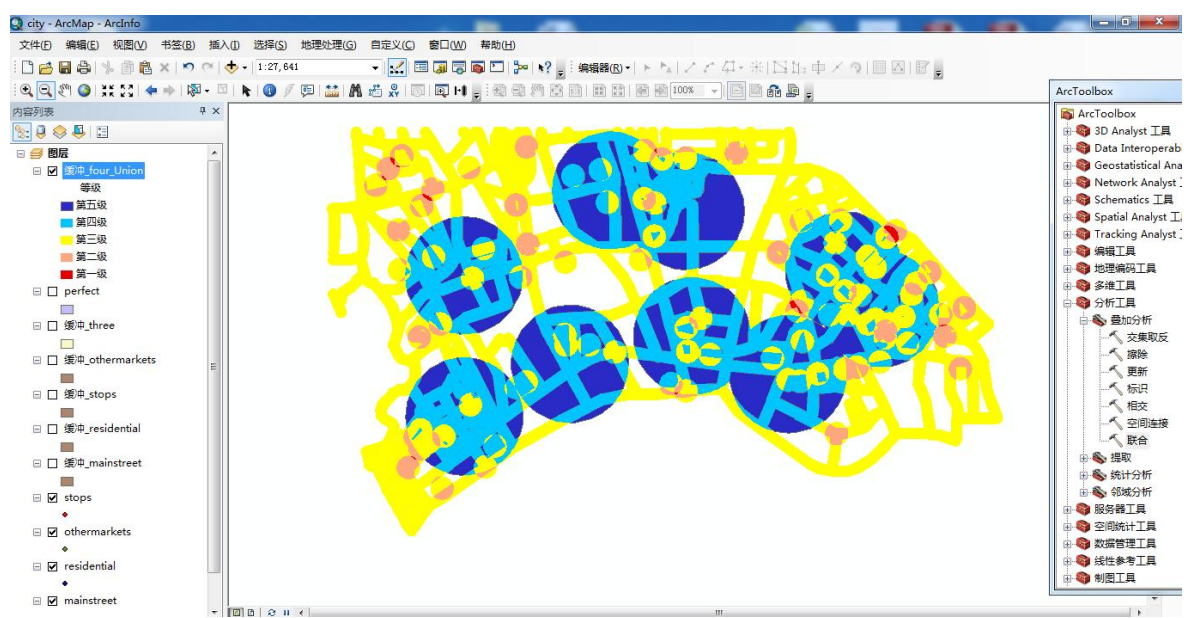 city - ArcMap - ArcInfo
文件(F) 编辑(E) 视图(V) 书签(B) 插入(I) 选择(S) 地理处理(G) 自定义(C) 窗口(W) 帮助(H)
1:27,641
编辑器(R)
100%
内容列表
图层
缓冲_four_Union
等级
第五级
第四级
第三级
第二级
第一级
perfect
缓冲_three
缓冲_othermarkets
缓冲_stops
缓冲_residential
缓冲_mainstreet
stops
othermarkets
residential
mainstreet
ArcToolbox
ArcToolbox
3D Analyst 工具
Data Interoperab
Geostatistical Ana
Network Analyst
Schematics 工具
Spatial Analyst 工
Tracking Analyst
编辑工具
地理编码工具
多维工具
分析工具
叠加分析
交集取反
擦除
更新
标识
相交
空间连接
联合
提取
统计分析
邻域分析
服务器工具
空间统计工具
数据管理工具
线性参考工具
制图工具